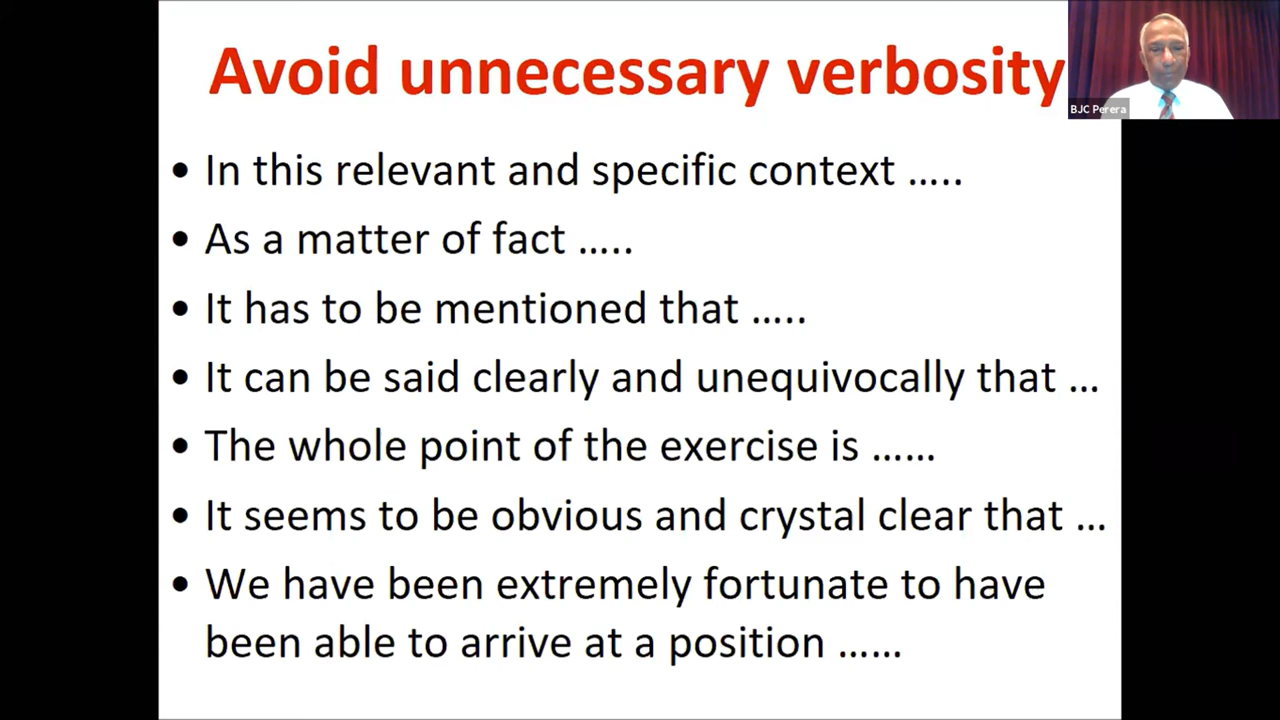 Avoid unnecessary verbosity
BJC Perera
• In this relevant and specific context …..
• As a matter of fact …..
• It has to be mentioned that …..
• It can be said clearly and unequivocally that …
• The whole point of the exercise is ……
• It seems to be obvious and crystal clear that …
• We have been extremely fortunate to have
been able to arrive at a position ……